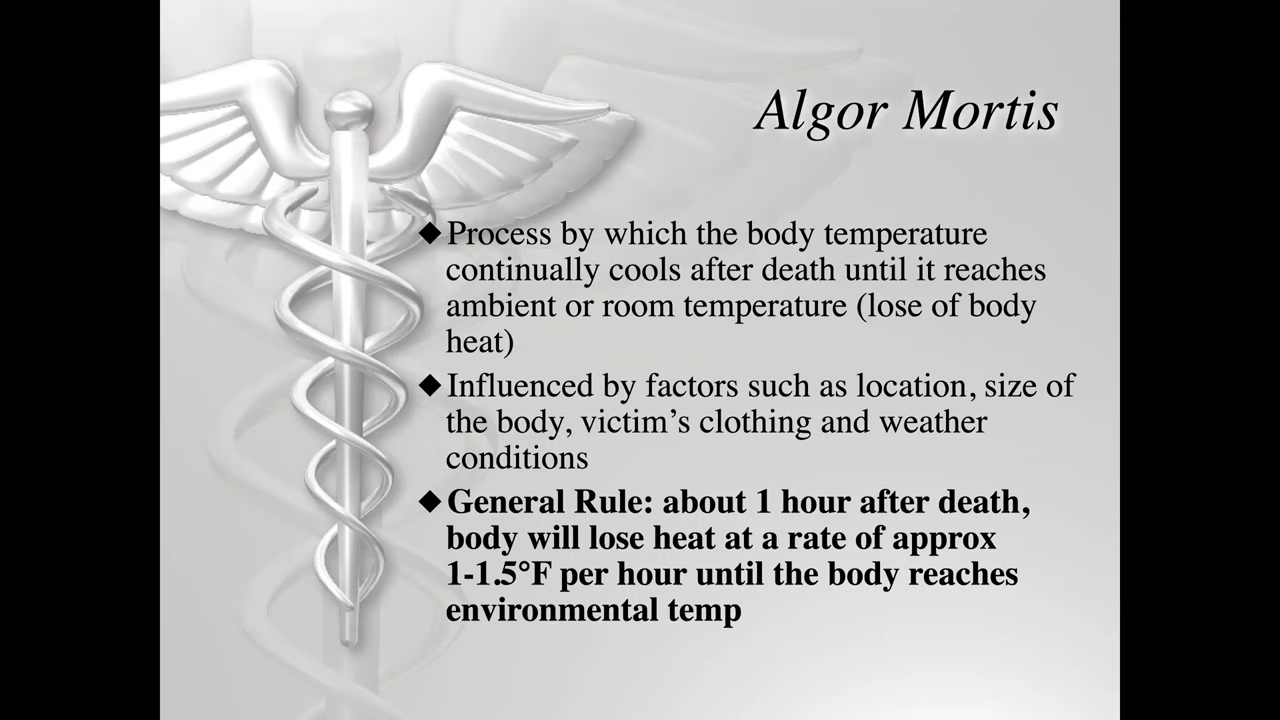 Algor Mortis
◆Process by which the body temperature
continually cools after death until it reaches
ambient or room temperature (lose of body
heat)
◆Influenced by factors such as location, size of
the body, victim’s clothing and weather
conditions
◆General Rule: about 1 hour after death,
body will lose heat at a rate of approx
1-1.5°F per hour until the body reaches
environmental temp